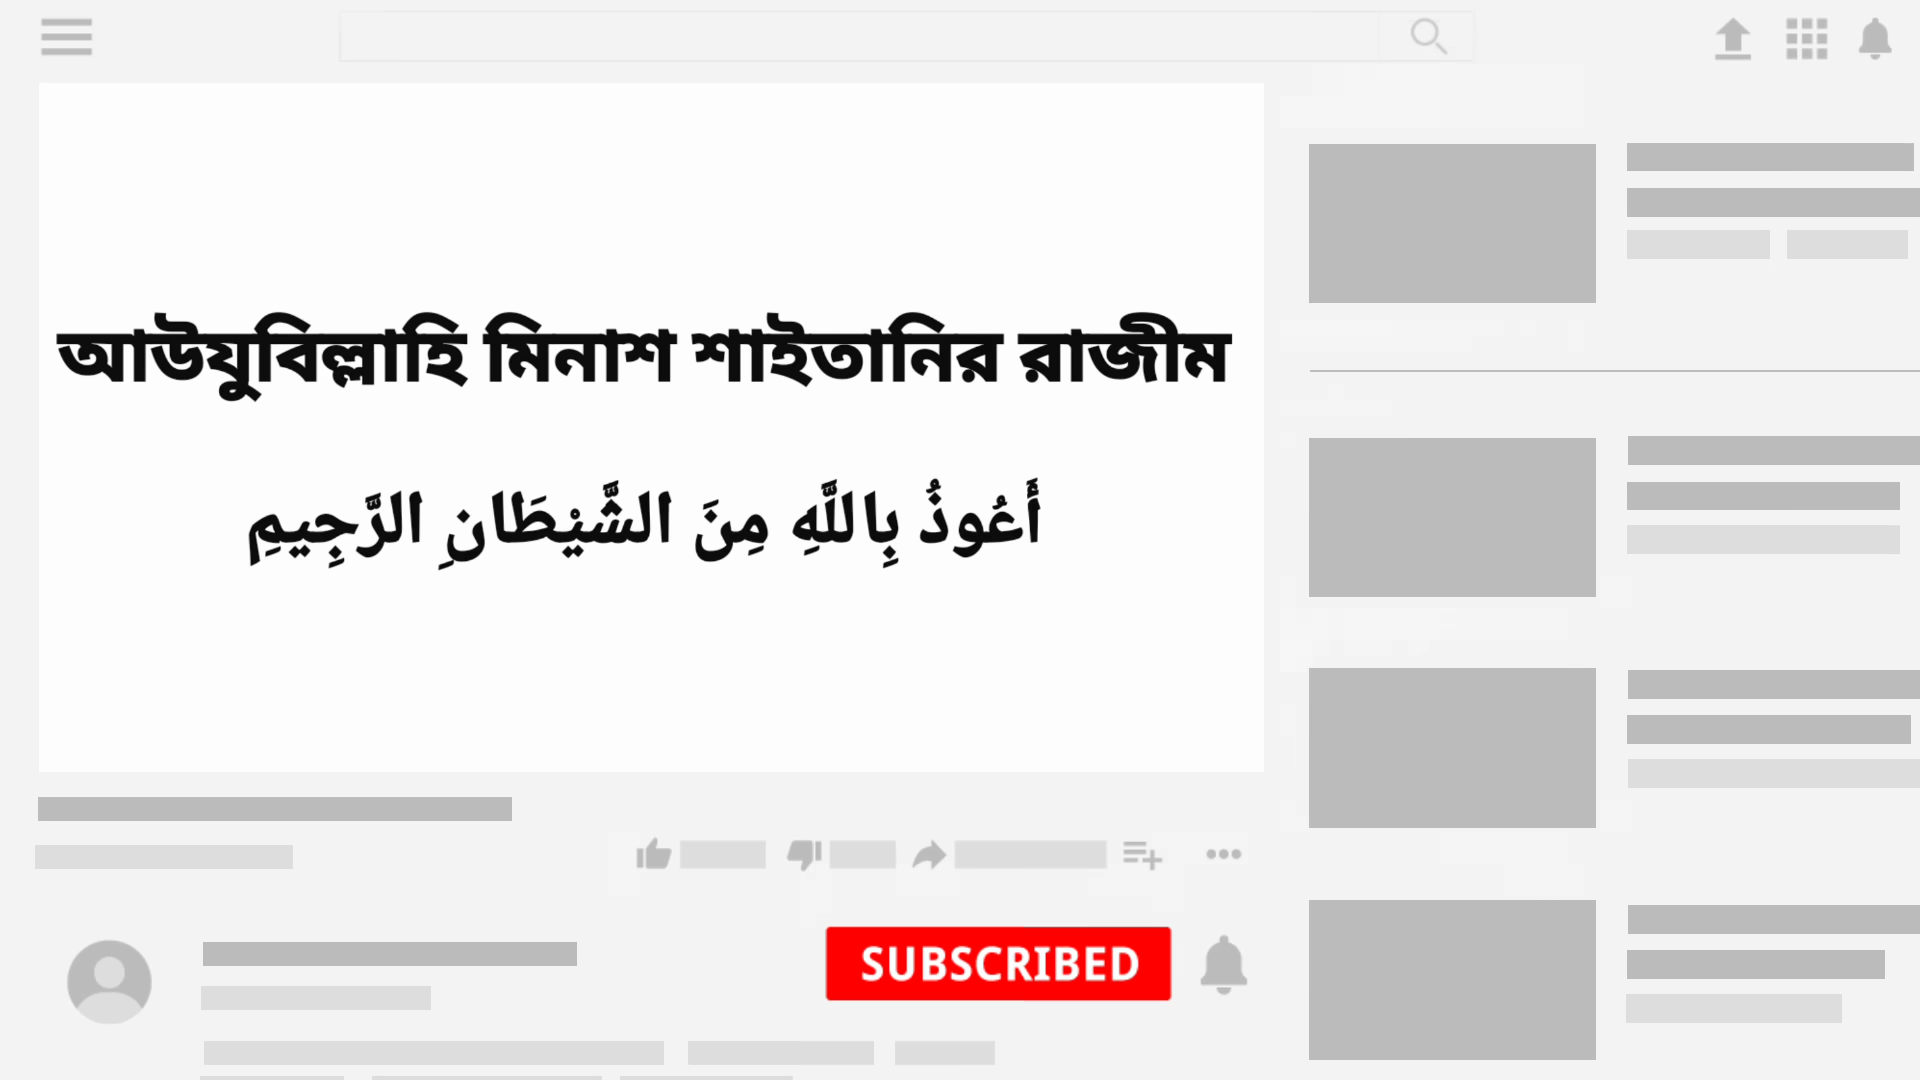 আউযুবিল্লাহি মিনাশ শাইতানির রাজীম
أَعُوذُ بِاللَّهِ مِنَ الشَّيْطَانِ الرَّجِيمِ
SUBSCRIBED